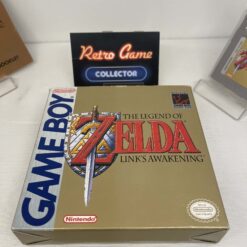 Retro Game
COLLECTOR
GAME BOY
THE LEGEND OF
ZELDA
LINK'S AWAKENING
Nintendo